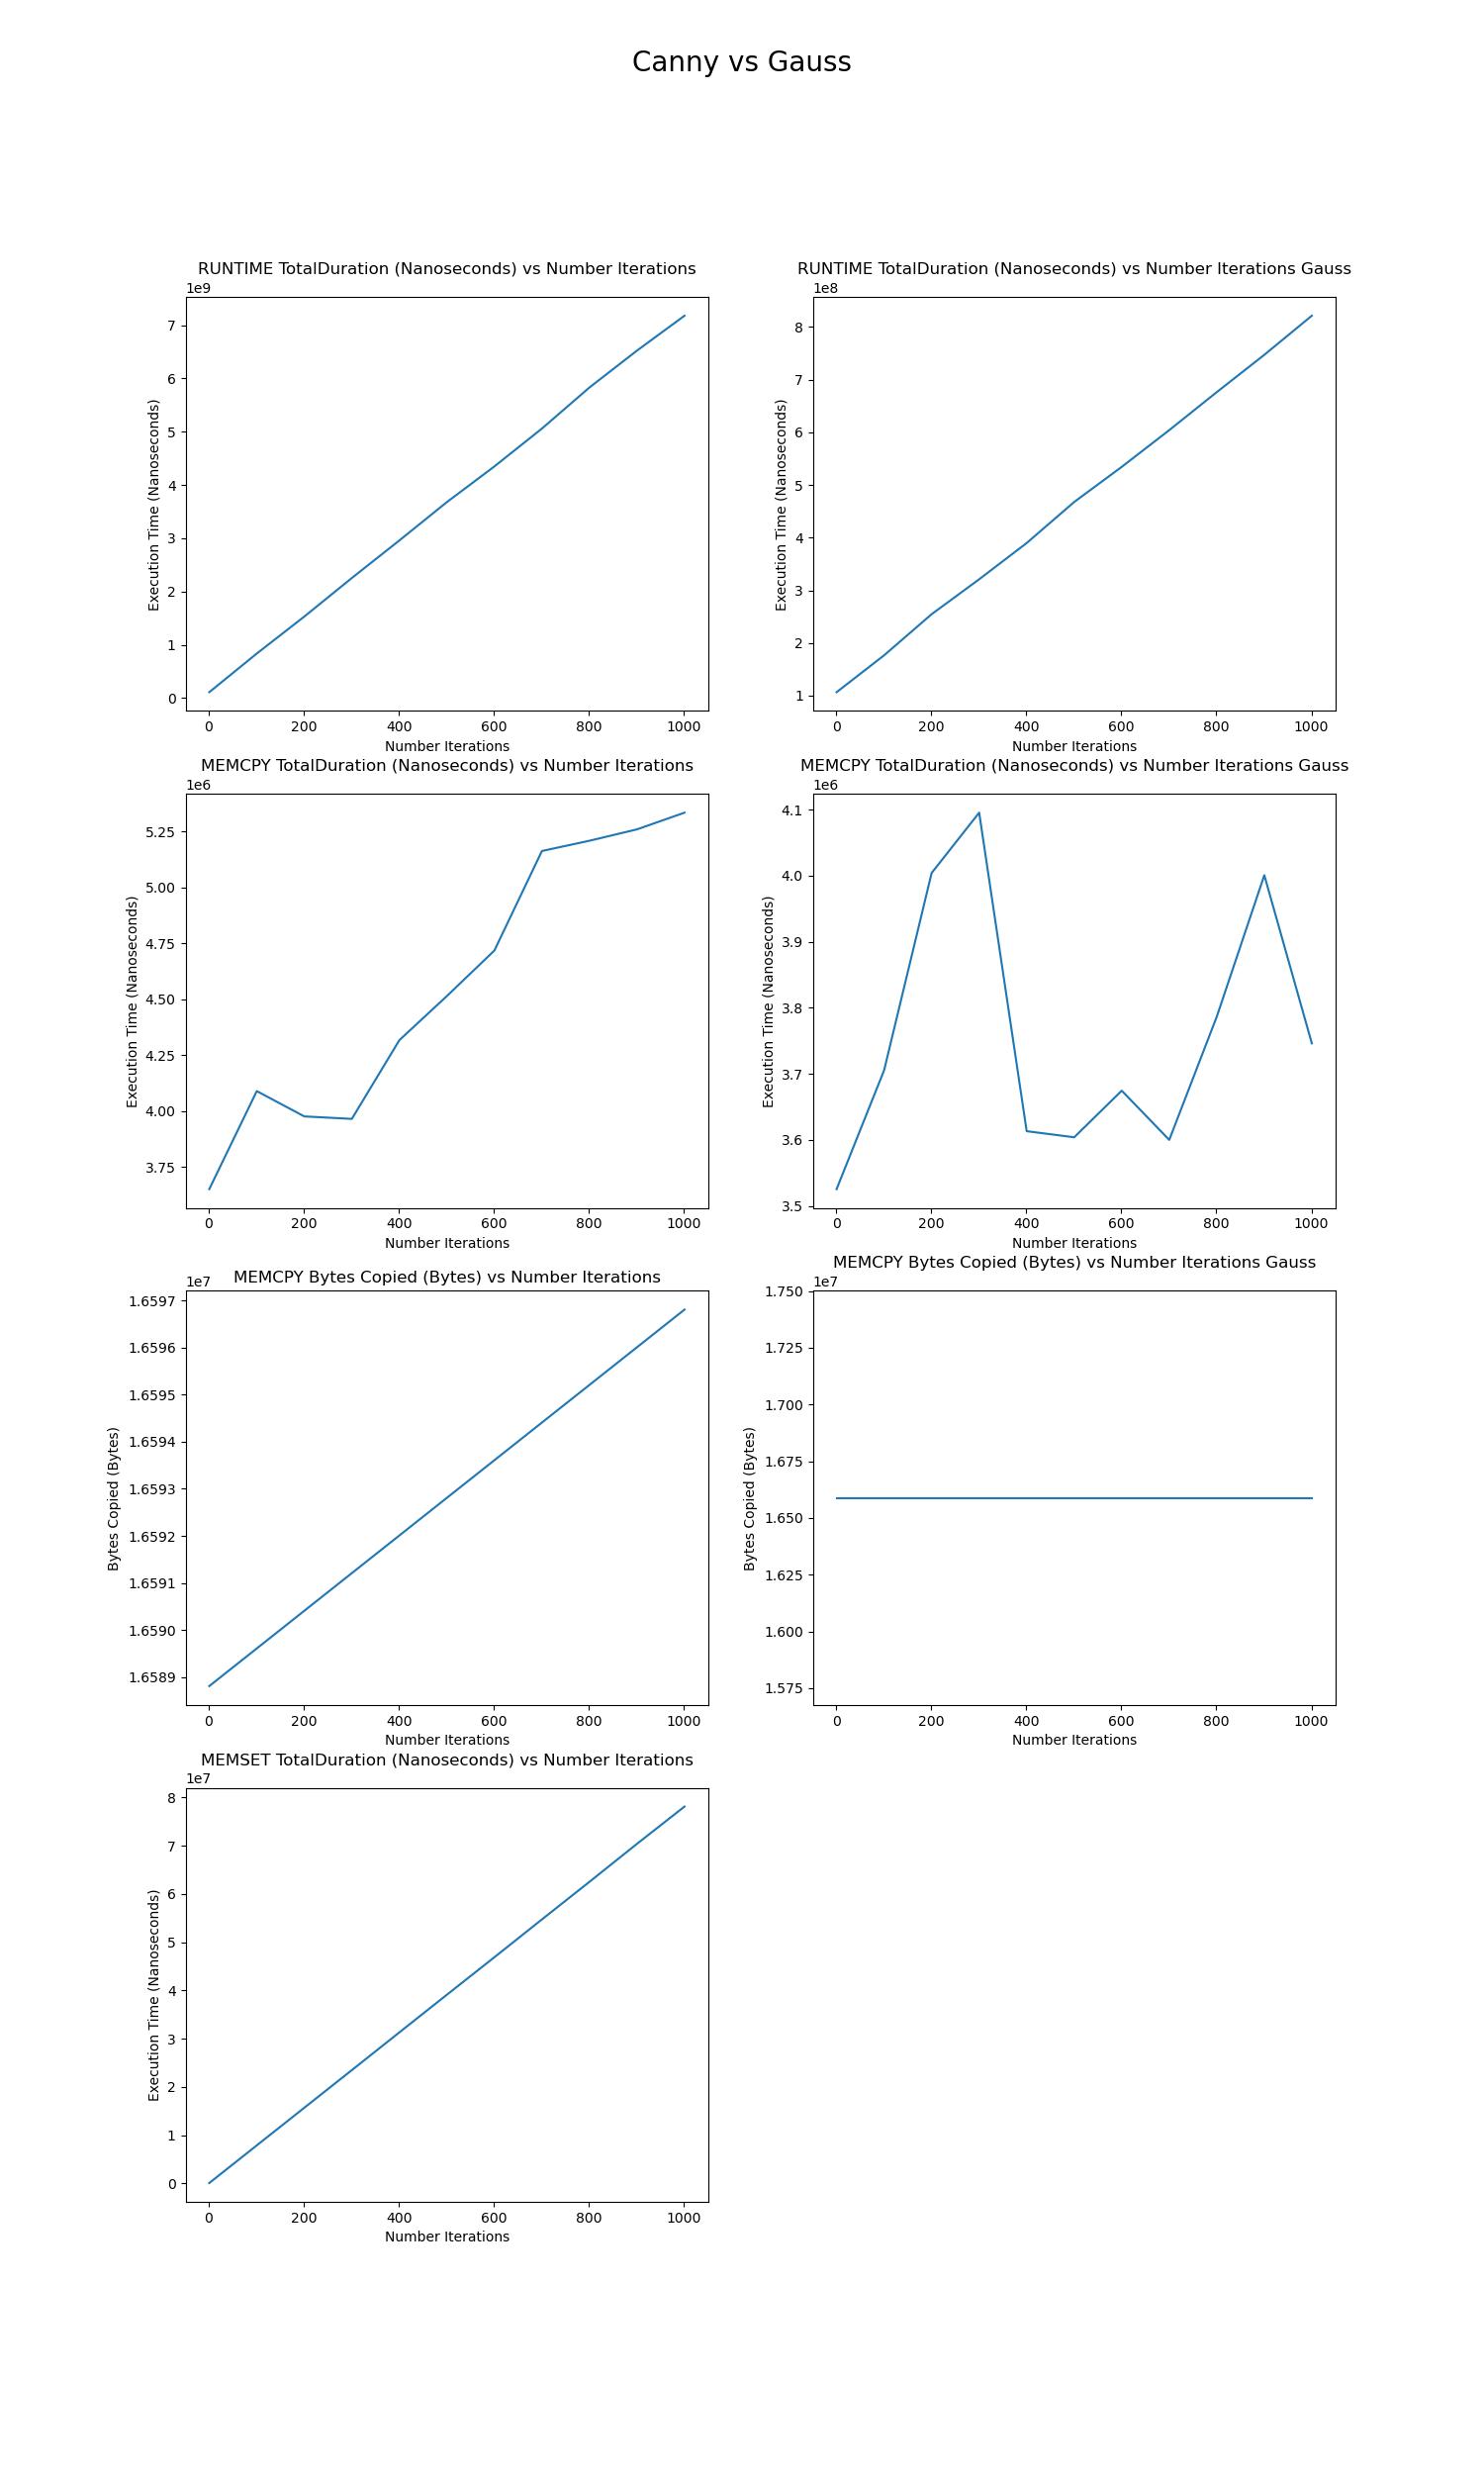 Canny vs Gauss
RUNTIME TotalDuration (Nanoseconds) vs Number Iterations
1e9
7
6
5
4
3
2
1
0
Execution Time (Nanoseconds)
0 200 400 600 800 1000
Number Iterations
RUNTIME TotalDuration (Nanoseconds) vs Number Iterations Gauss
1e8
8
7
6
5
4
3
2
1
Execution Time (Nanoseconds)
0 200 400 600 800 1000
Number Iterations
MEMCPY TotalDuration (Nanoseconds) vs Number Iterations
1e6
5.25
5.00
4.75
4.50
4.25
4.00
3.75
Execution Time (Nanoseconds)
0 200 400 600 800 1000
Number Iterations
MEMCPY TotalDuration (Nanoseconds) vs Number Iterations Gauss
1e6
4.1
4.0
3.9
3.8
3.7
3.6
3.5
Execution Time (Nanoseconds)
0 200 400 600 800 1000
Number Iterations
MEMCPY Bytes Copied (Bytes) vs Number Iterations
1e7
1.6597
1.6596
1.6595
1.6594
1.6593
1.6592
1.6591
1.6590
1.6589
Bytes Copied (Bytes)
0 200 400 600 800 1000
Number Iterations
MEMCPY Bytes Copied (Bytes) vs Number Iterations Gauss
1e7
1.750
1.725
1.700
1.675
1.650
1.625
1.600
1.575
Bytes Copied (Bytes)
0 200 400 600 800 1000
Number Iterations
MEMSET TotalDuration (Nanoseconds) vs Number Iterations
1e7
8
7
6
5
4
3
2
1
0
Execution Time (Nanoseconds)
0 200 400 600 800 1000
Number Iterations